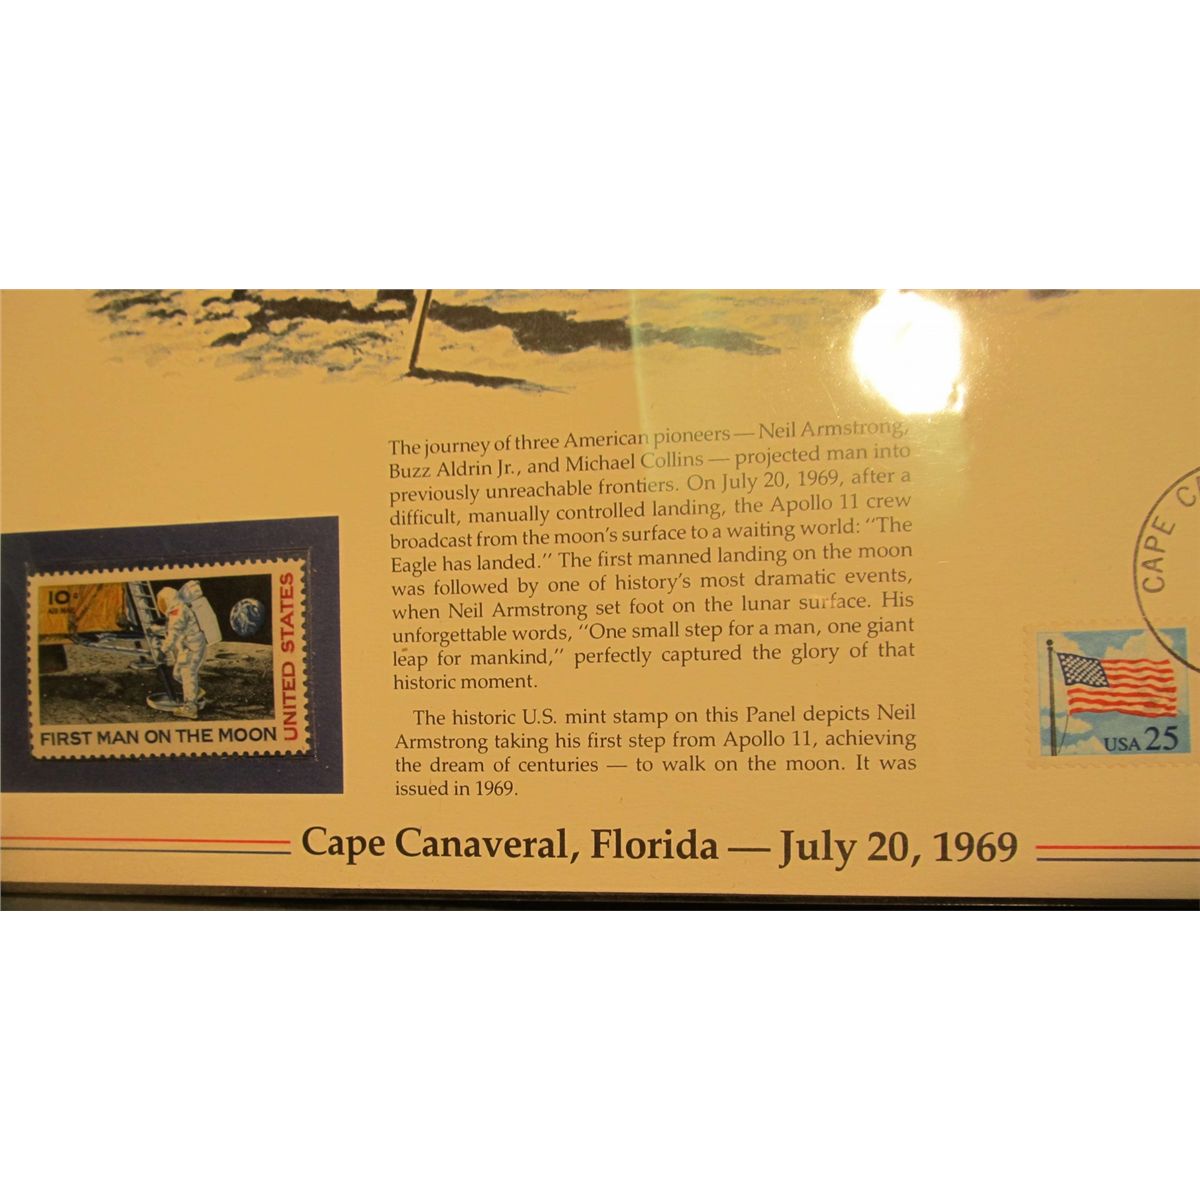 The journey of three American pioneers — Neil Armstrong,
Buzz Aldrin Jr., and Michael Collins — projected man into
previously unreachable frontiers. On July 20, 1969, after a
difficult, manually controlled landing, the Apollo 11 crew
broadcast from the moon's surface to a waiting world: "The
Eagle has landed." The first manned landing on the moon
was followed by one of history's most dramatic events,
when Neil Armstrong set foot on the lunar surface. His
unforgettable words, "One small step for a man, one giant
leap for mankind," perfectly captured the glory of that
historic moment.
The historic U.S. mint stamp on this Panel depicts Neil
Armstrong taking his first step from Apollo 11, achieving
the dream of centuries — to walk on the moon. It was
issued in 1969.
10¢
AIR MAIL
UNITED STATES
FIRST MAN ON THE MOON
CAPE CA
USA 25
Cape Canaveral, Florida — July 20, 1969